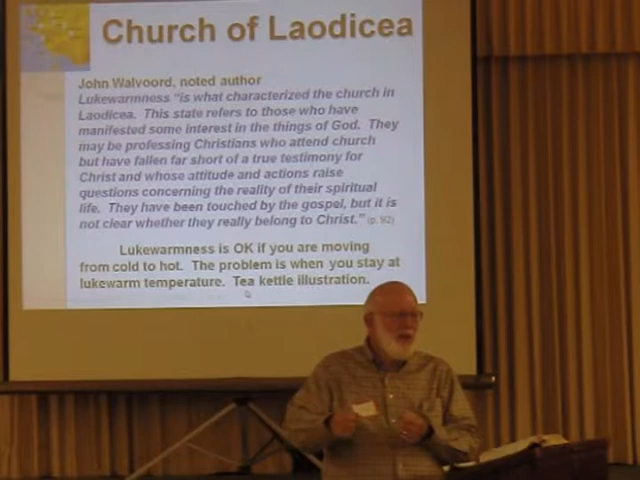 Church of Laodicea
John Walvoord, noted author
Lukewarmness "is what characterized the church in
Laodicea. This state refers to those who have
manifested some interest in the things of God. They
may be professing Christians who attend church
but have fallen far short of a true testimony for
Christ and whose attitude and actions raise
questions concerning the reality of their spiritual
life. They have been touched by the gospel, but it is
not clear whether they really belong to Christ." (p. 92)
Lukewarmness is OK if you are moving
from cold to hot. The problem is when you stay at
lukewarm temperature. Tea kettle illustration.